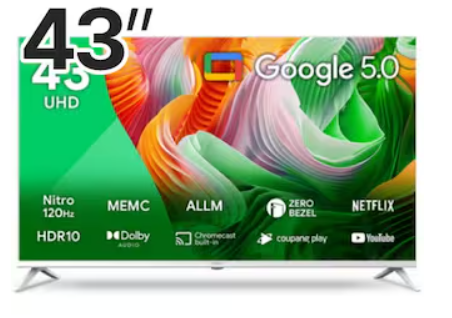 43"
43
UHD
Google 5.0
Nitro
120Hz
MEMC
ALLM
ZERO
BEZEL
NETFLIX
HDR10
Dolby
AUDIO
Chromecast
built-in
coupang play
YouTube